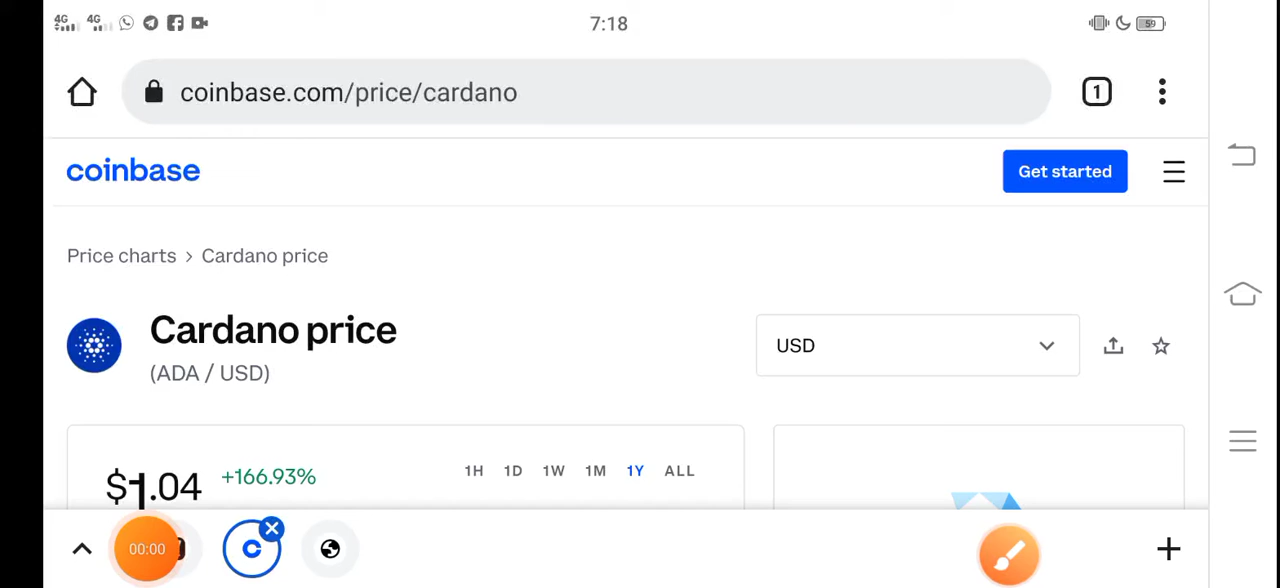 4G 4G 7:18 59
coinbase.com/price/cardano 1
coinbase Get started
Price charts > Cardano price
Cardano price
(ADA / USD)
USD
$1.04 +166.93% 1H 1D 1W 1M 1Y ALL
00:00